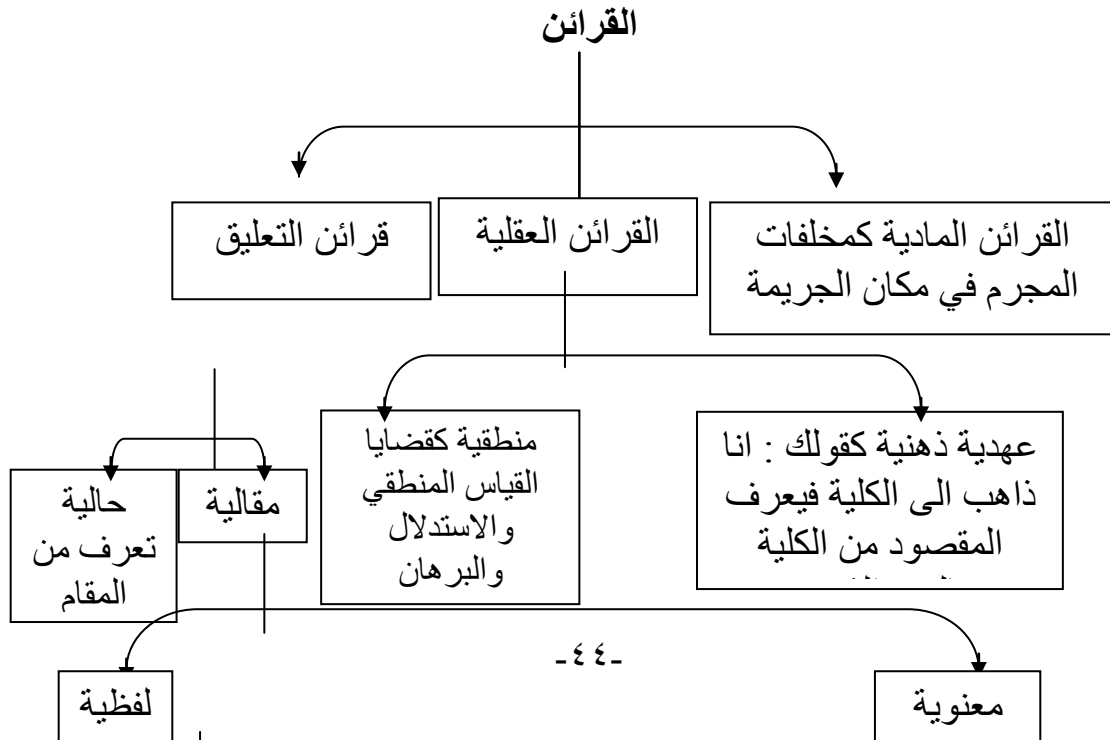 القرائن
القرائن المادية كمخلفات
المجرم في مكان الجريمة
القرائن العقلية
قرائن التعليق
عهدية ذهنية كقولك : انا
ذاهب الى الكلية فيعرف
المقصود من الكلية
منطقية كقضايا
القياس المنطقي
والاستدلال
والبرهان
مقالية
حالية
تعرف من
المقام
-٤٤-
معنوية
لفظية